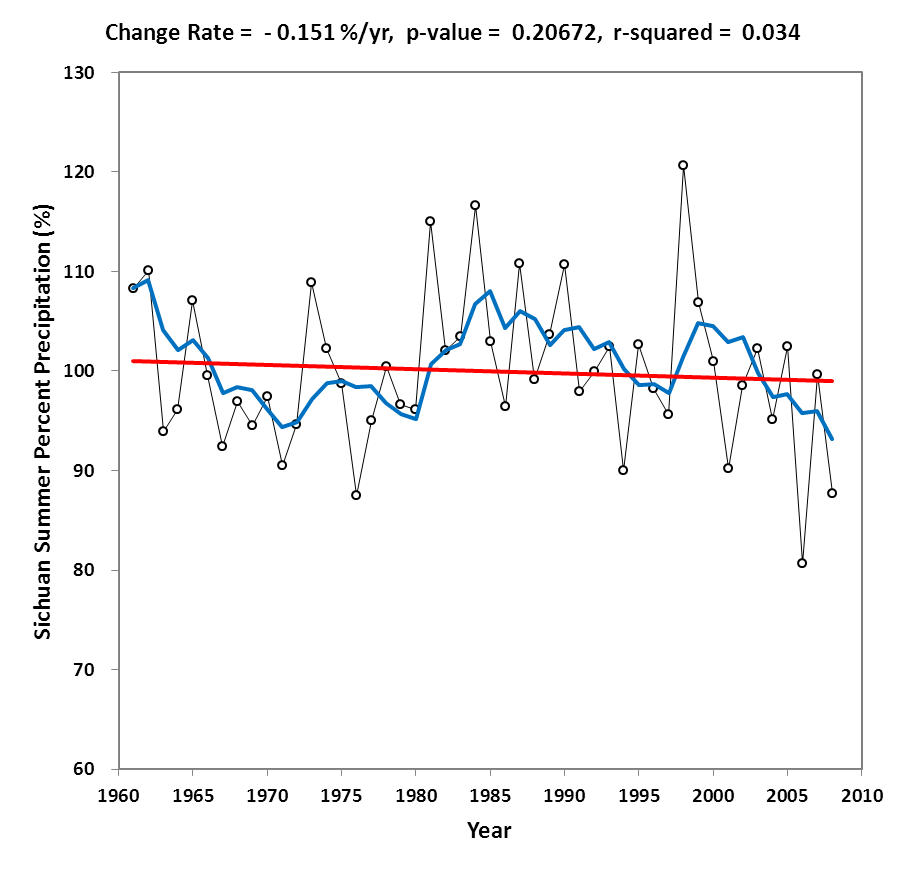 Change Rate = - 0.151 %/yr, p-value = 0.20672, r-squared = 0.034
130
120
110
100
90
80
70
60
Sichuan Summer Percent Precipitation (%)
1960 1965 1970 1975 1980 1985 1990 1995 2000 2005 2010
Year